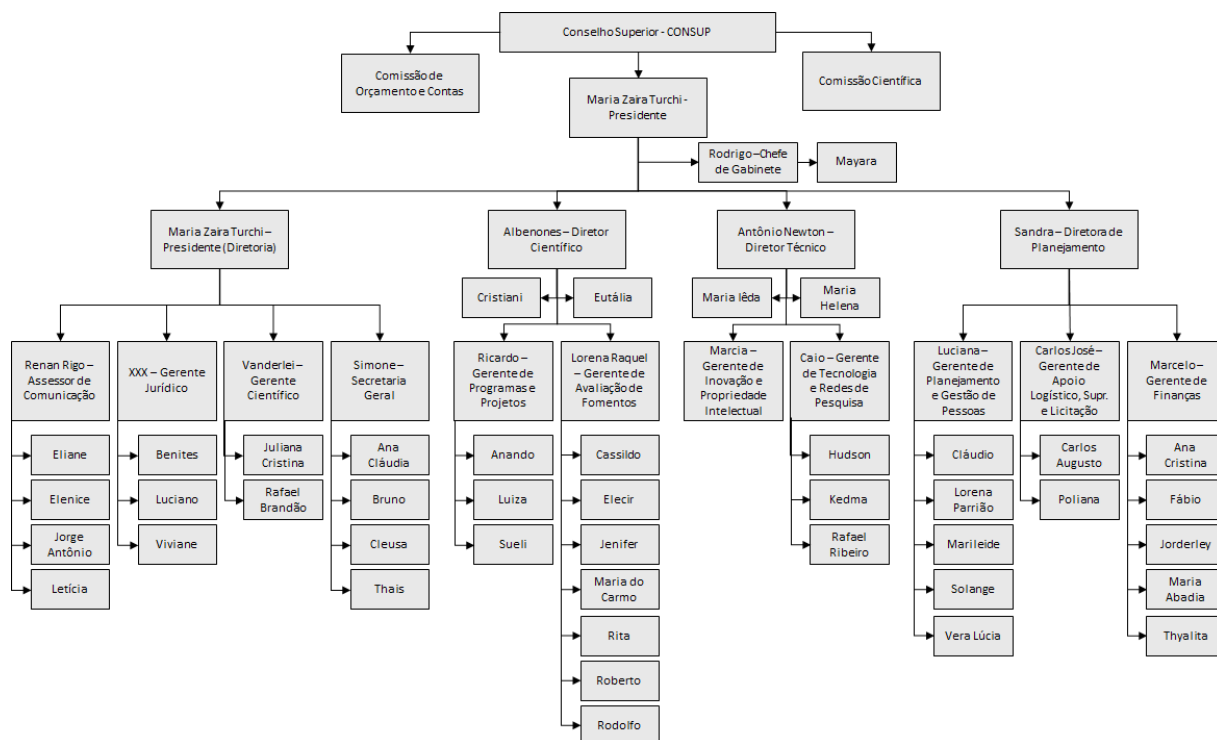 Conselho Superior - CONSUP
Comissão de
Orçamento e Contas
Comissão Científica
Maria Zaira Turchi -
Presidente
Rodrigo – Chefe
de Gabinete
Mayara
Maria Zaira Turchi –
Presidente (Diretoria)
Albenones – Diretor
Científico
Antônio Newton –
Diretor Técnico
Sandra – Diretora de
Planejamento
Cristiani
Eutália
Maria Iêda
Maria
Helena
Renan Rigo –
Assessor de
Comunicação
XXX – Gerente
Jurídico
Vanderlei –
Gerente
Científico
Simone –
Secretaria
Geral
Ricardo –
Gerente de
Programas e
Projetos
Lorena Raquel
– Gerente de
Avaliação de
Fomentos
Marcia –
Gerente de
Inovação e
Propriedade
Intelectual
Caio – Gerente
de Tecnologia
e Redes de
Pesquisa
Luciana –
Gerente de
Planejamento
e Gestão de
Pessoas
Carlos José –
Gerente de
Apoio
Logístico, Supr.
e Licitação
Marcelo –
Gerente de
Finanças
Eliane
Benites
Juliana
Cristina
Ana
Cláudia
Anando
Cassildo
Hudson
Cláudio
Carlos
Augusto
Ana
Cristina
Elenice
Luciano
Rafael
Brandão
Bruno
Luiza
Elecir
Kedma
Lorena
Parrião
Poliana
Fábio
Jorge
Antônio
Viviane
Cleusa
Sueli
Jenifer
Rafael
Ribeiro
Marileide
Jorderley
Letícia
Thais
Maria do
Carmo
Solange
Maria
Abadia
Rita
Vera Lúcia
Thyalita
Roberto
Rodolfo